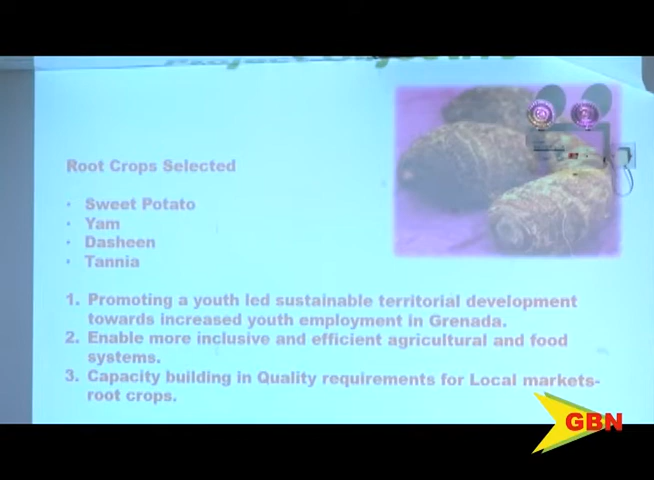 Project Objective
Root Crops Selected
· Sweet Potato
· Yam
· Dasheen
· Tannia
1. Promoting a youth led sustainable territorial development
towards increased youth employment in Grenada.
2. Enable more inclusive and efficient agricultural and food
systems.
3. Capacity building in Quality requirements for Local markets-
root crops.
GBN